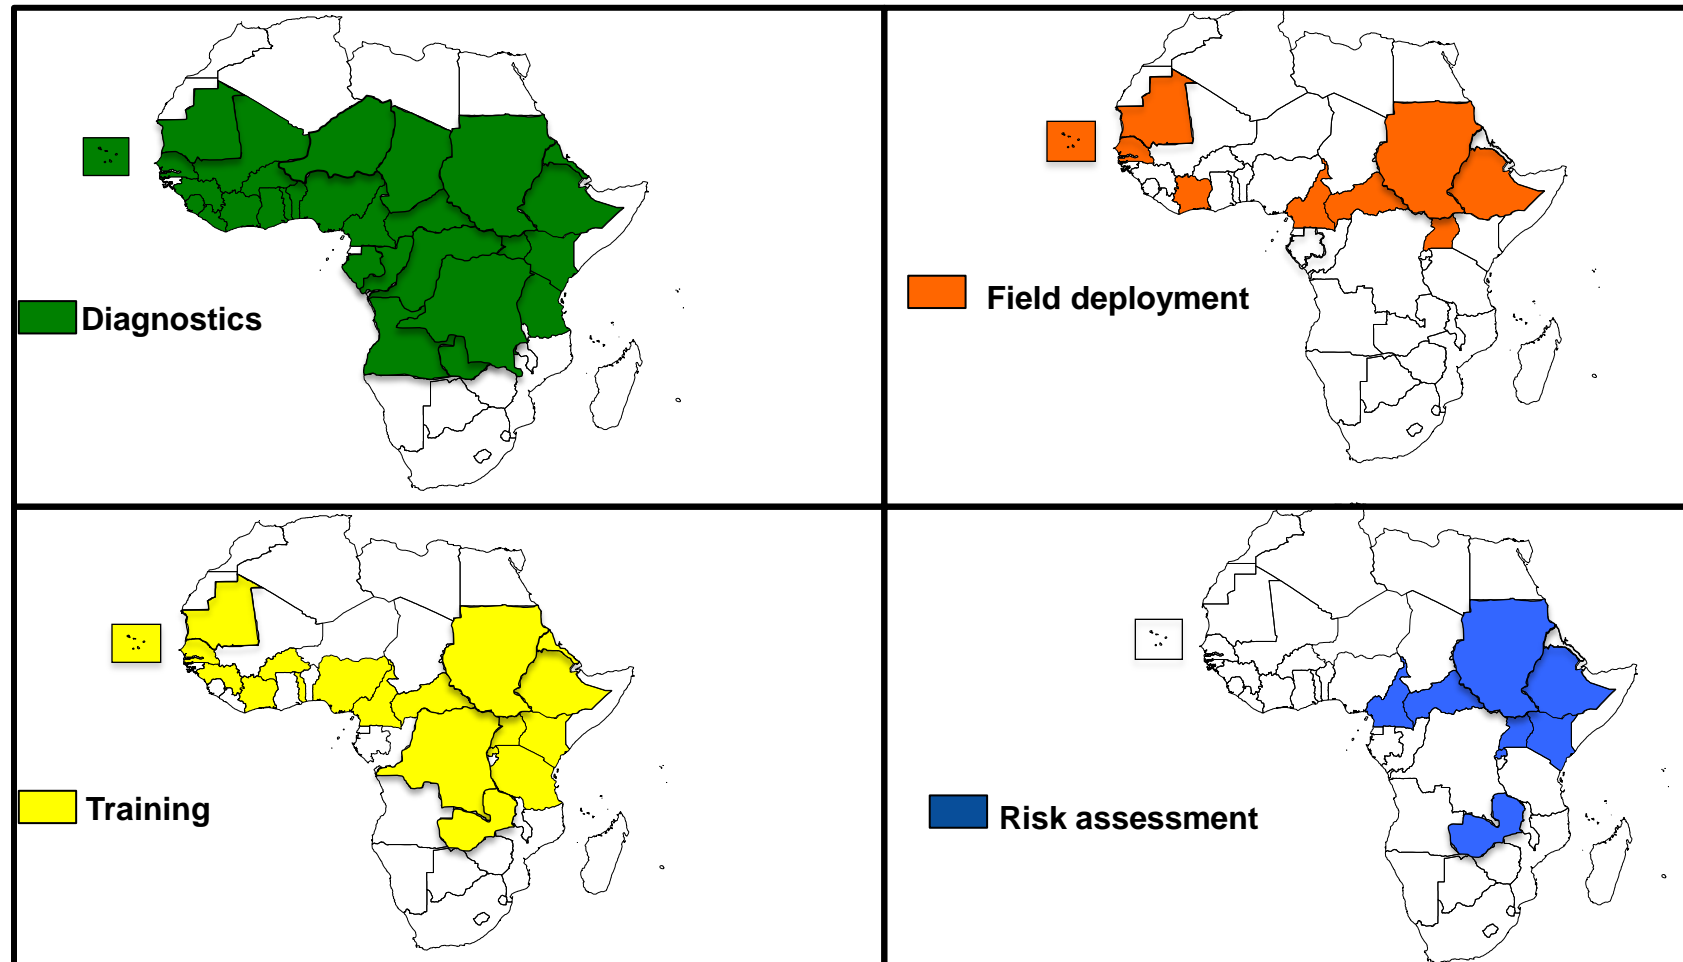 Diagnostics
Field deployment
Training
Risk assessment